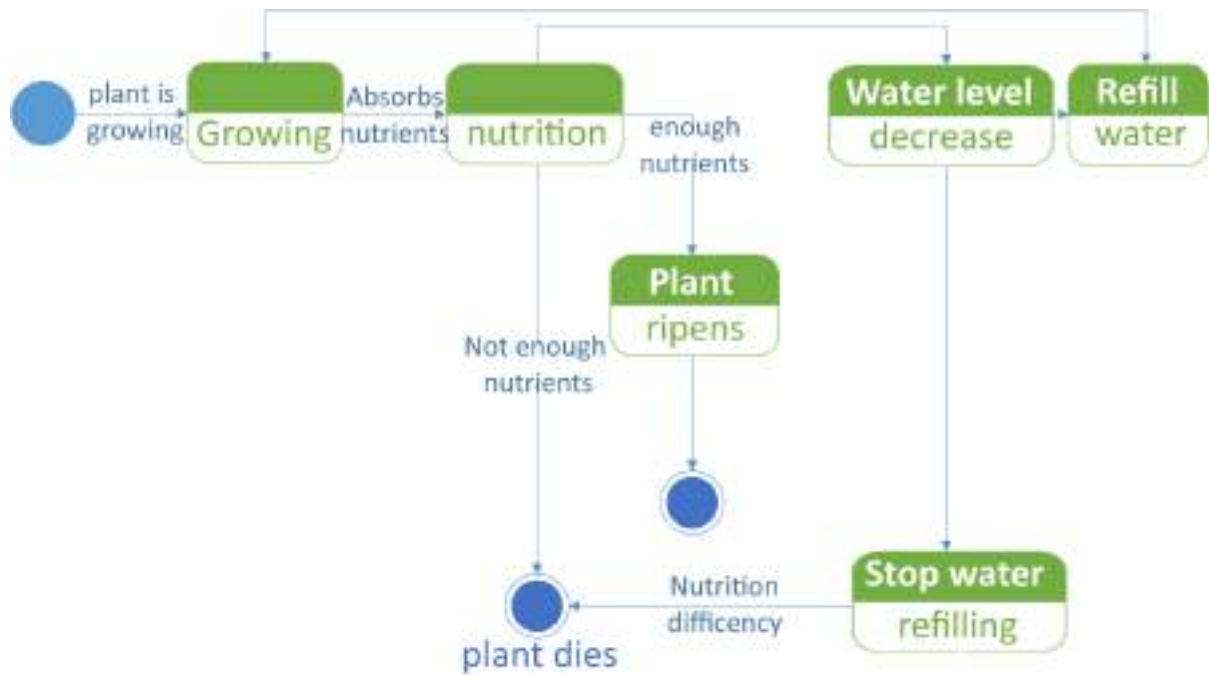 plant is
growing
Growing
Absorbs
nutrients
nutrition
enough
nutrients
Water level
decrease
Refill
water
Plant
ripens
Not enough
nutrients
Stop water
refilling
Nutrition
difficency
plant dies